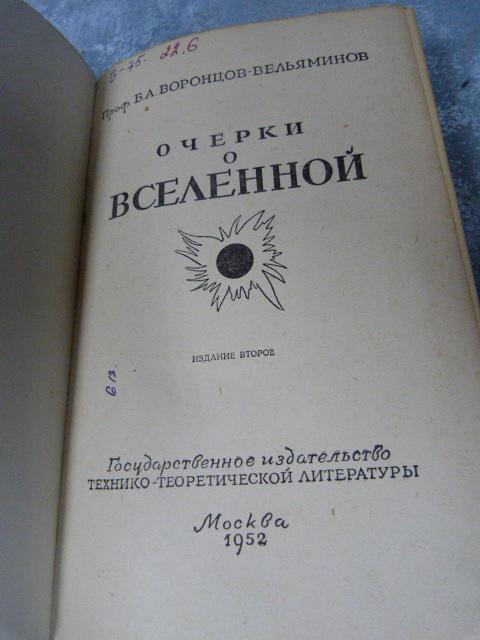 В-75. 22.6
Проф. Б.А. ВОРОНЦОВ-ВЕЛЬЯМИНОВ
ОЧЕРКИ
О
ВСЕЛЕННОЙ
ИЗДАНИЕ ВТОРОЕ
Государственное издательство
ТЕХНИКО-ТЕОРЕТИЧЕСКОЙ ЛИТЕРАТУРЫ
Москва
1952